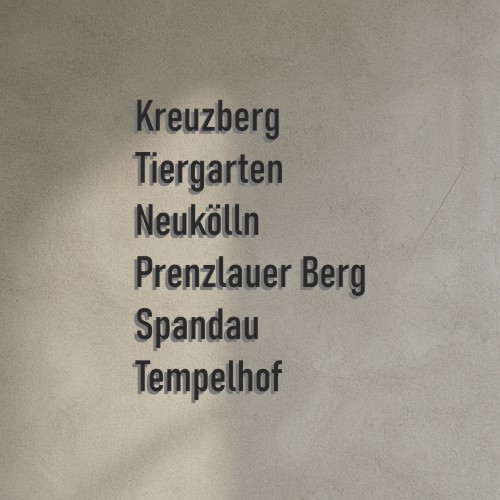 Kreuzberg
Tiergarten
Neukölln
Prenzlauer Berg
Spandau
Tempelhof